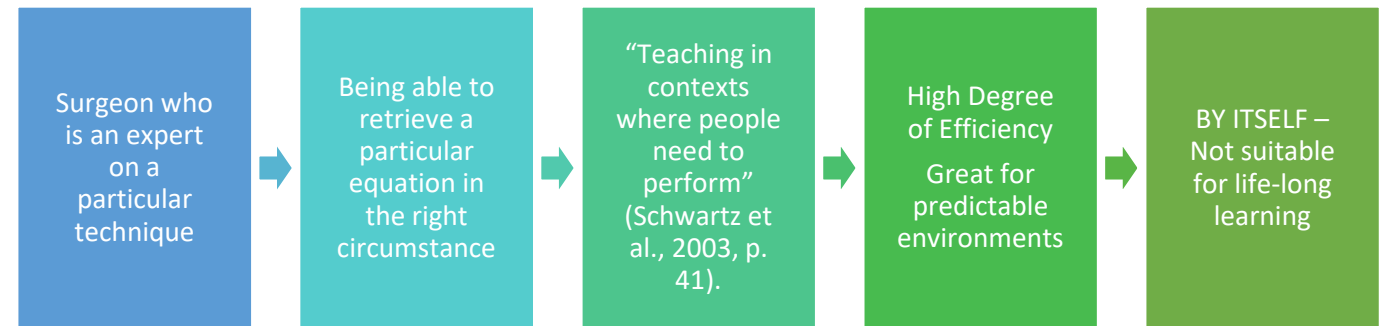 Surgeon who
is an expert
on a
particular
technique
Being able to
retrieve a
particular
equation in
the right
circumstance
“Teaching in
contexts
where people
need to
perform”
(Schwartz et
al., 2003, p.
41).
High Degree
of Efficiency
Great for
predictable
environments
BY ITSELF –
Not suitable
for life-long
learning